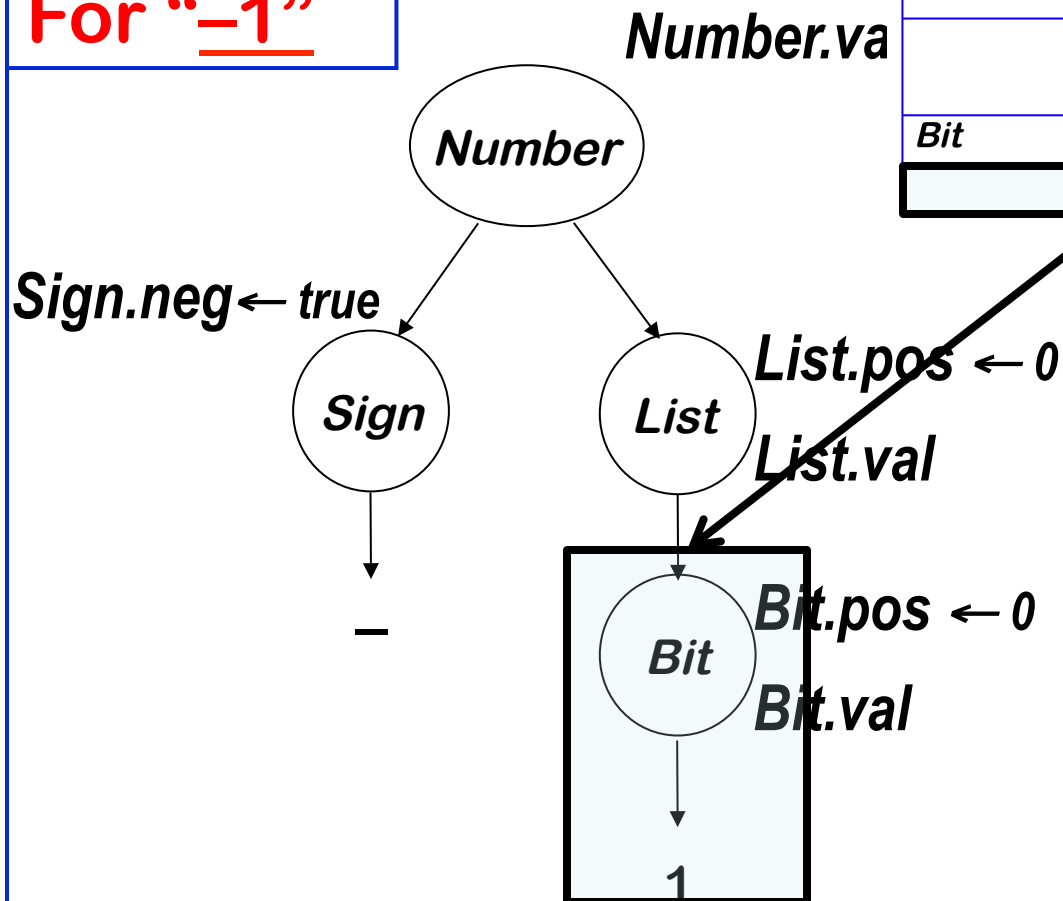 For “–1”
Number.va
Bit
Number
Sign.neg← true
Sign
List
List.pos ← 0
List.val
–
Bit
Bit.pos ← 0
Bit.val
1